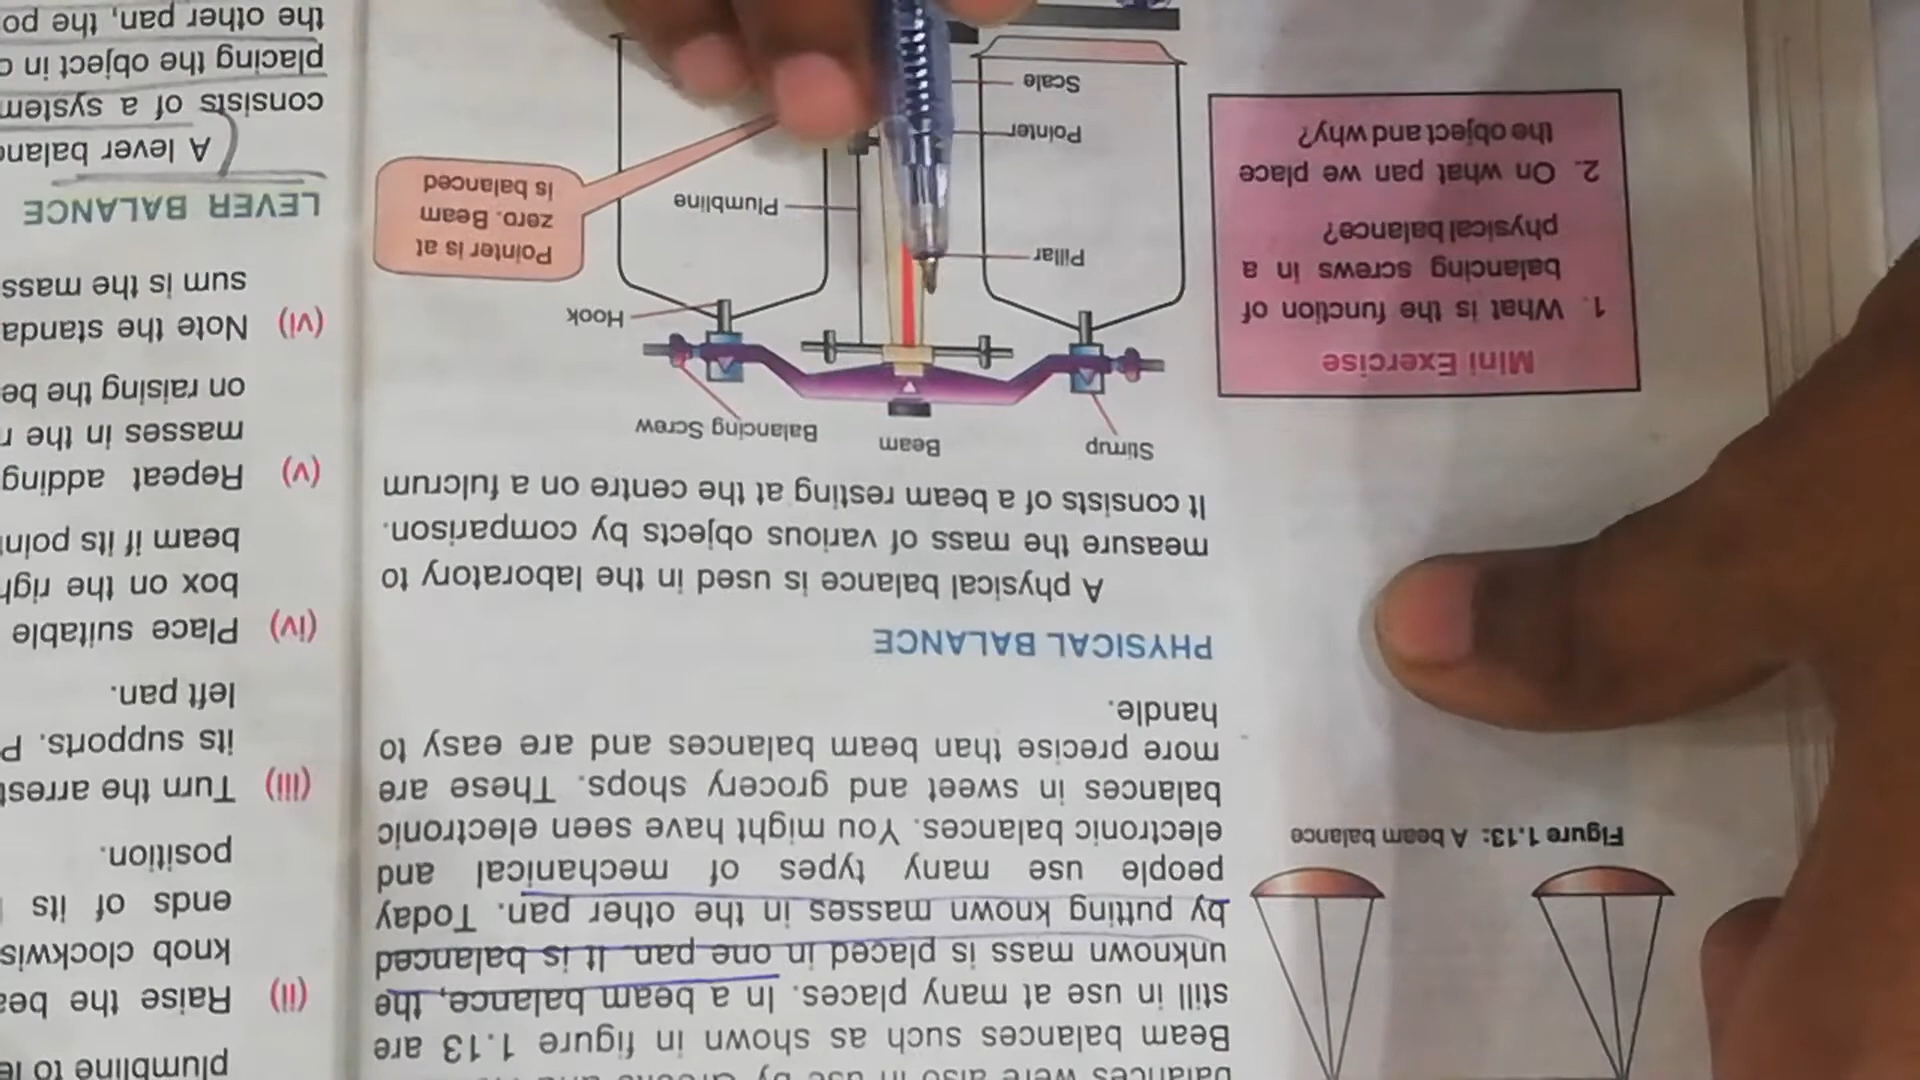 balances were also in use by
Beam balances such as shown in figure 1.13 are
still in use at many places. In a beam balance, the
unknown mass is placed in one pan. It is balanced
by putting known masses in the other pan. Today
people use many types of mechanical and
electronic balances. You might have seen electronic
balances in sweet and grocery shops. These are
more precise than beam balances and are easy to
handle.
PHYSICAL BALANCE
A physical balance is used in the laboratory to
measure the mass of various objects by comparison.
It consists of a beam resting at the centre on a fulcrum
Stirrup
Beam
Balancing Screw
Hook
Pillar
Plumbline
Pointer
Scale
Pointer is at
zero. Beam
is balanced
Figure 1.13: A beam balance
Mini Exercise
1. What is the function of
balancing screws in a
physical balance?
2. On what pan we place
the object and why?
plumbline to
(ii) Raise the
knob
ends of its
position.
(iii) Turn the
its supports.
left pan.
(iv) Place suitable
box on the
beam if its
(v) Repeat adding
masses in the
on raising the
(vi) Note the
sum is the mass
LEVER BALANCE
A lever
consists of a system
placing the object in
the other pan, the